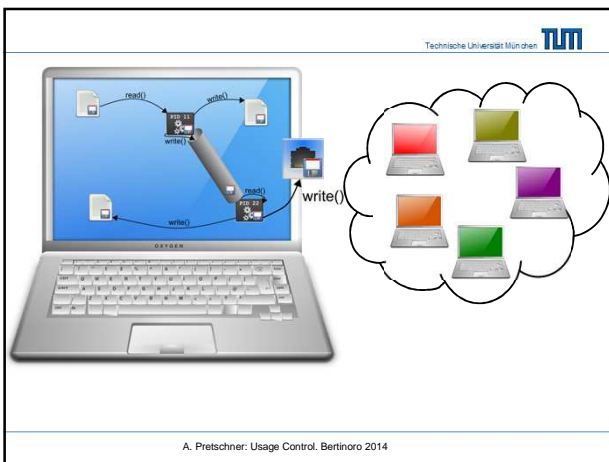 Technische Universität München TUM
read()
write()
PID 11
write()
read()
PID 22
write()
write()
OXYGEN
A. Pretschner: Usage Control. Bertinoro 2014